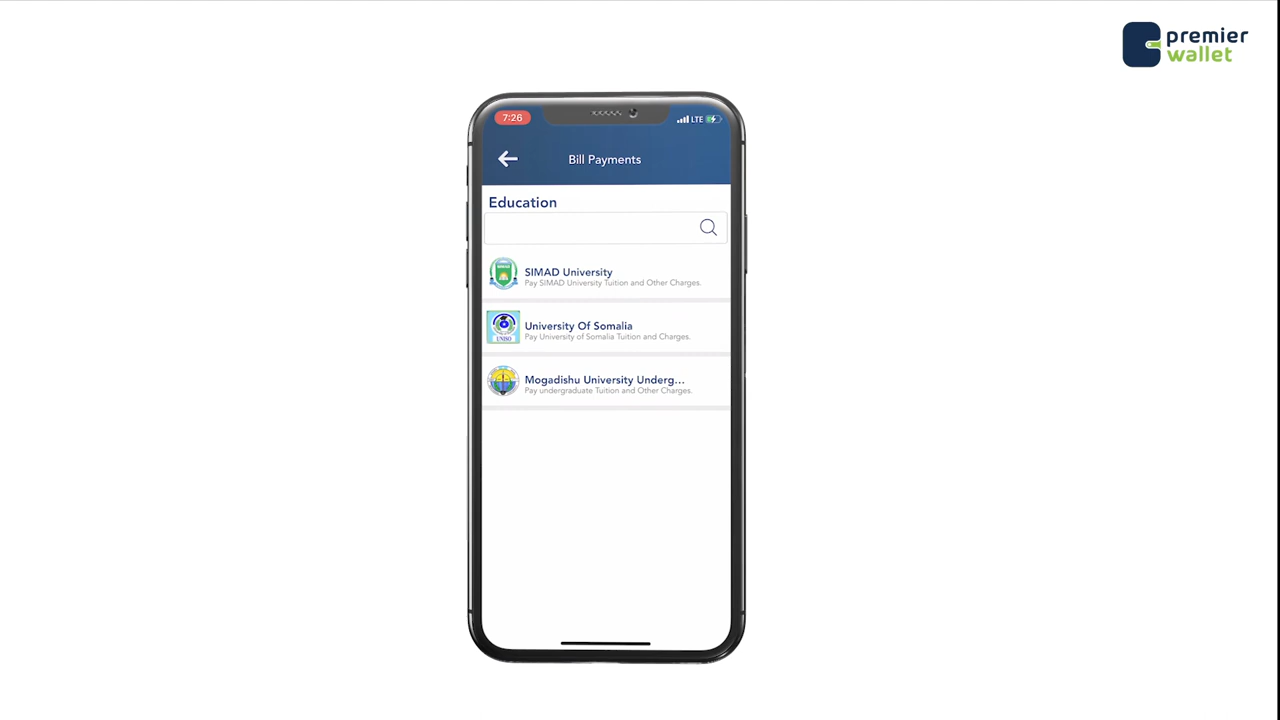 premier
wallet
7:26
LTE
Bill Payments
Education
SIMAD University
Pay SIMAD University Tuition and Other Charges.
University Of Somalia
Pay University of Somalia Tuition and Charges.
UNISO
Mogadishu University Underg...
Pay undergraduate Tuition and Other Charges.